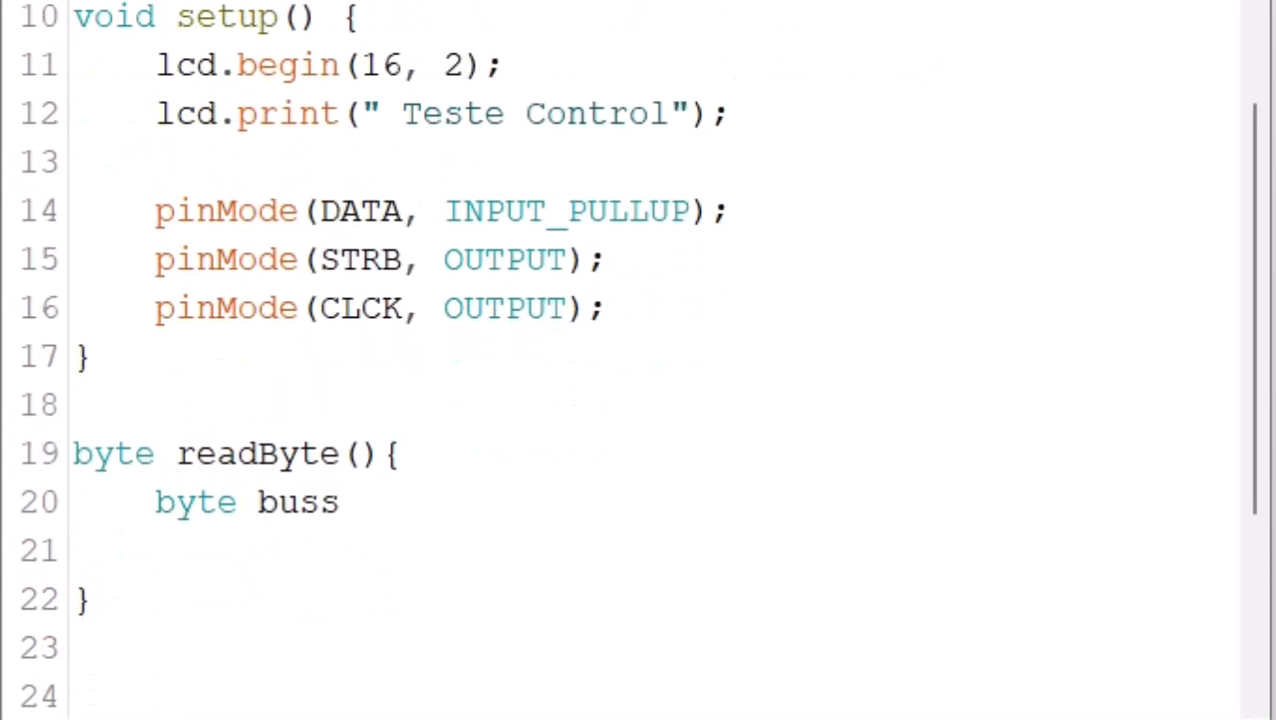 10 void setup() {
11     lcd.begin(16, 2);
12     lcd.print(" Teste Control");
13
14     pinMode(DATA, INPUT_PULLUP);
15     pinMode(STRB, OUTPUT);
16     pinMode(CLCK, OUTPUT);
17 }
18
19 byte readByte(){
20     byte buss
21
22 }
23
24